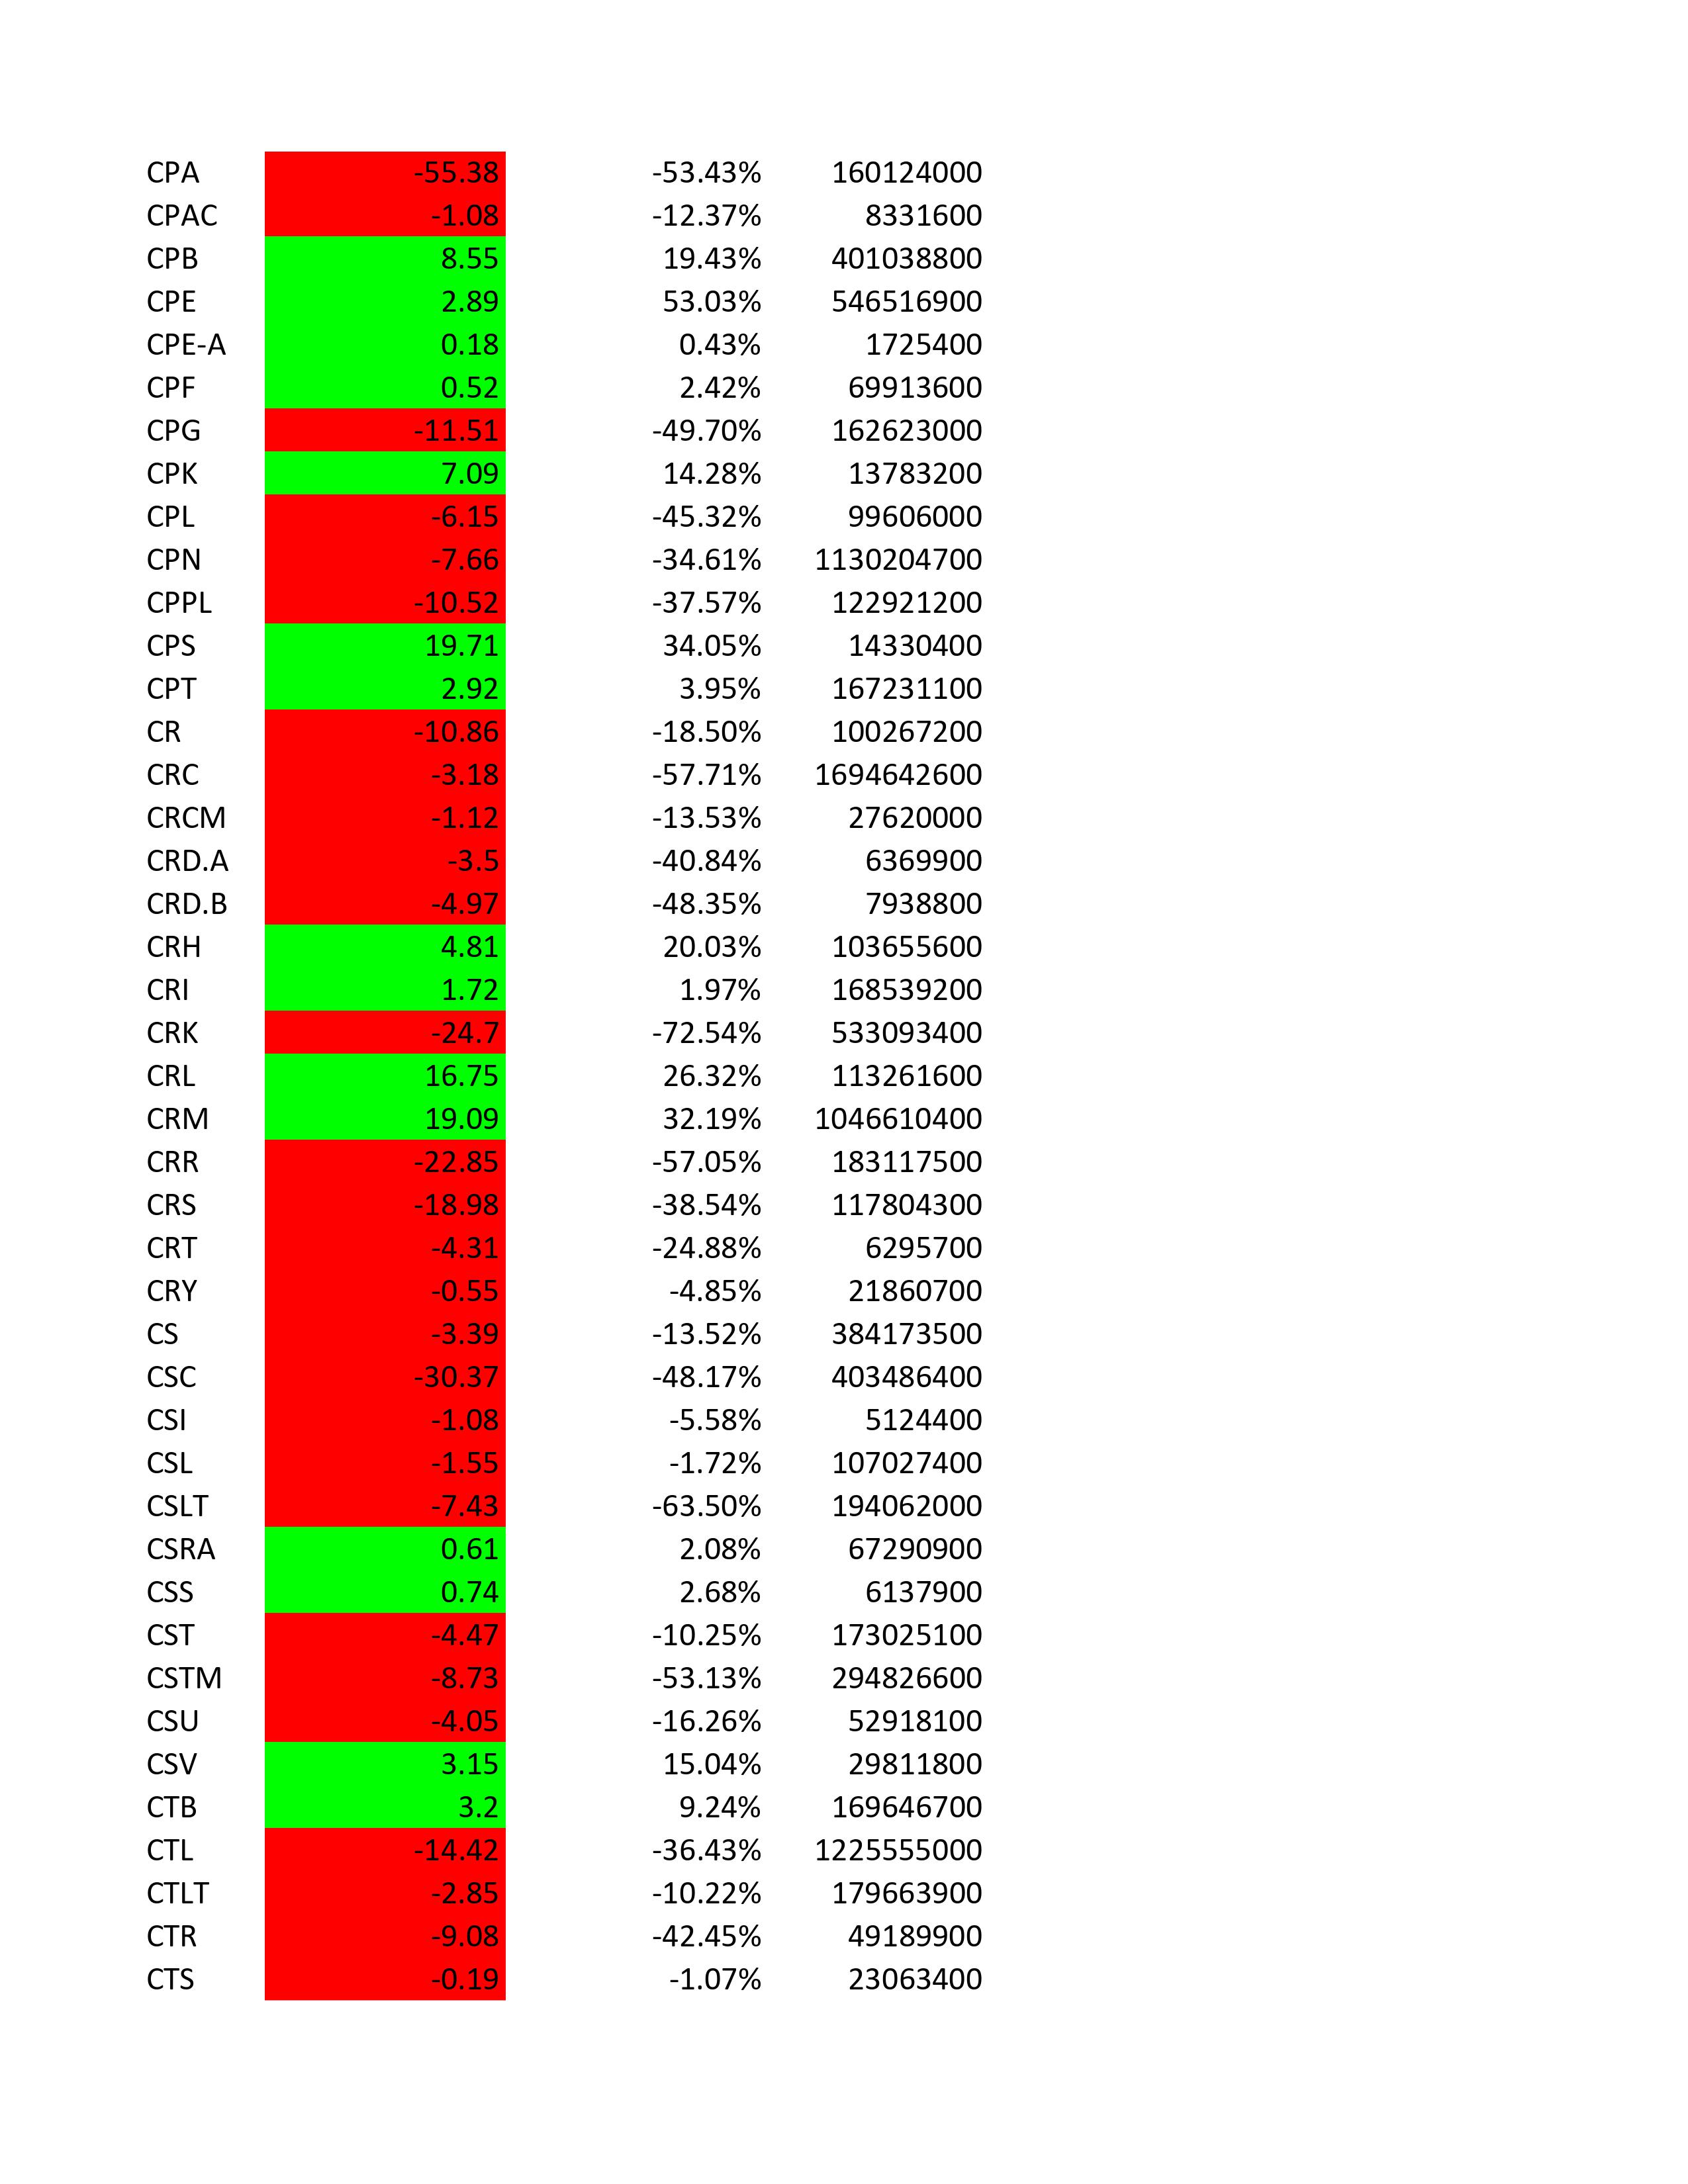 CPA -55.38 -53.43% 160124000
CPAC -1.08 -12.37% 8331600
CPB 8.55 19.43% 401038800
CPE 2.89 53.03% 546516900
CPE-A 0.18 0.43% 1725400
CPF 0.52 2.42% 69913600
CPG -11.51 -49.70% 162623000
CPK 7.09 14.28% 13783200
CPL -6.15 -45.32% 99606000
CPN -7.66 -34.61% 1130204700
CPPL -10.52 -37.57% 122921200
CPS 19.71 34.05% 14330400
CPT 2.92 3.95% 167231100
CR -10.86 -18.50% 100267200
CRC -3.18 -57.71% 1694642600
CRCM -1.12 -13.53% 27620000
CRD.A -3.5 -40.84% 6369900
CRD.B -4.97 -48.35% 7938800
CRH 4.81 20.03% 103655600
CRI 1.72 1.97% 168539200
CRK -24.7 -72.54% 533093400
CRL 16.75 26.32% 113261600
CRM 19.09 32.19% 1046610400
CRR -22.85 -57.05% 183117500
CRS -18.98 -38.54% 117804300
CRT -4.31 -24.88% 6295700
CRY -0.55 -4.85% 21860700
CS -3.39 -13.52% 384173500
CSC -30.37 -48.17% 403486400
CSI -1.08 -5.58% 5124400
CSL -1.55 -1.72% 107027400
CSLT -7.43 -63.50% 194062000
CSRA 0.61 2.08% 67290900
CSS 0.74 2.68% 6137900
CST -4.47 -10.25% 173025100
CSTM -8.73 -53.13% 294826600
CSU -4.05 -16.26% 52918100
CSV 3.15 15.04% 29811800
CTB 3.2 9.24% 169646700
CTL -14.42 -36.43% 1225555000
CTLT -2.85 -10.22% 179663900
CTR -9.08 -42.45% 49189900
CTS -0.19 -1.07% 23063400